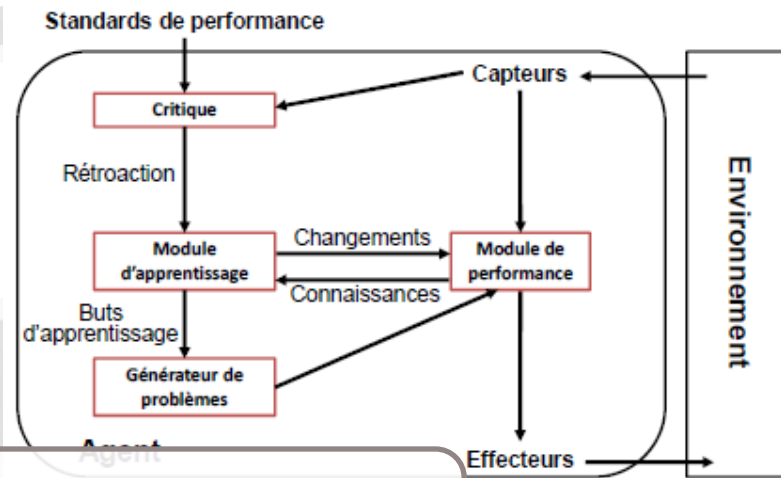 Standards de performance
Capteurs
Critique
Rétroaction
Environnement
Changements
Module
d'apprentissage
Module de
performance
Connaissances
Buts
d'apprentissage
Générateur de
problèmes
Agent
Effecteurs